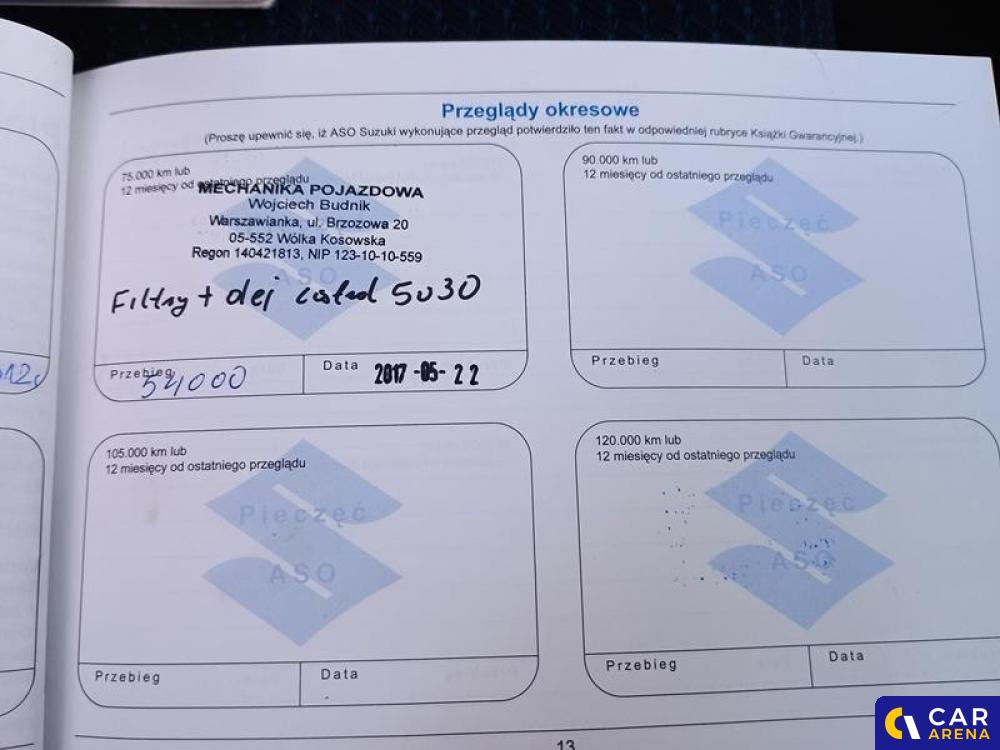 Przeglądy okresowe
(Proszę upewnić się, iż ASO Suzuki wykonujące przegląd potwierdziło ten fakt w odpowiedniej rubryce Książki Gwarancyjnej.)
75.000 km lub
12 miesięcy od ostatniego przeglądu
MECHANIKA POJAZDOWA
Wojciech Budnik
Warszawianka, ul. Brzozowa 20
05-552 Wólka Kosowska
Regon 140421813, NIP 123-10-10-559
ASO
Filtry + olej 5W30
Przebieg
Data 2017-05-22
90.000 km lub
12 miesięcy od ostatniego przeglądu
Pieczęć
ASO
Przebieg
Data
105.000 km lub
12 miesięcy od ostatniego przeglądu
Pieczęć
ASO
Przebieg
Data
120.000 km lub
12 miesięcy od ostatniego przeglądu
Pieczęć
ASO
Przebieg
Data
13
CAR
ARENA